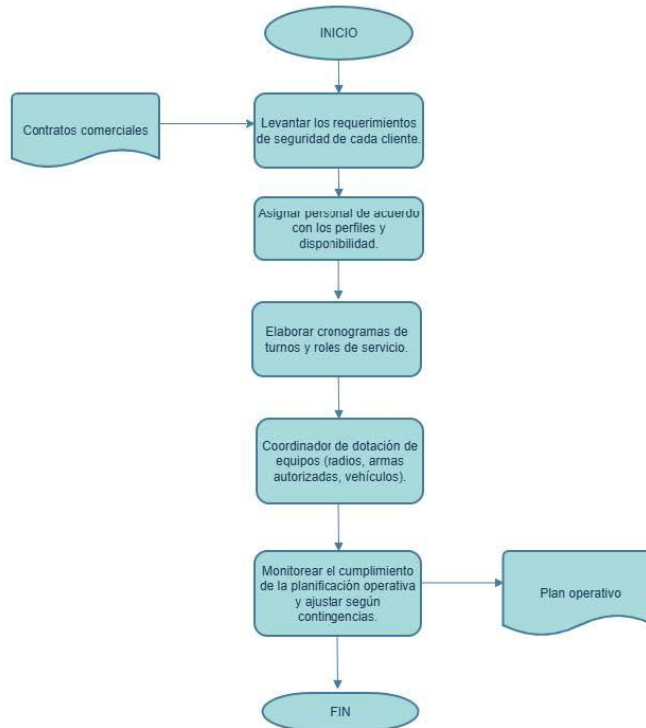 INICIO
Contratos comerciales
Levantar los requerimientos
de seguridad de cada cliente.
Asignar personal de acuerdo
con los perfiles y
disponibilidad.
Elaborar cronogramas de
turnos y roles de servicio.
Coordinador de dotación de
equipos (radios, armas
autorizadas, vehículos).
Monitorear el cumplimiento
de la planificación operativa
y ajustar según
contingencias.
Plan operativo
FIN